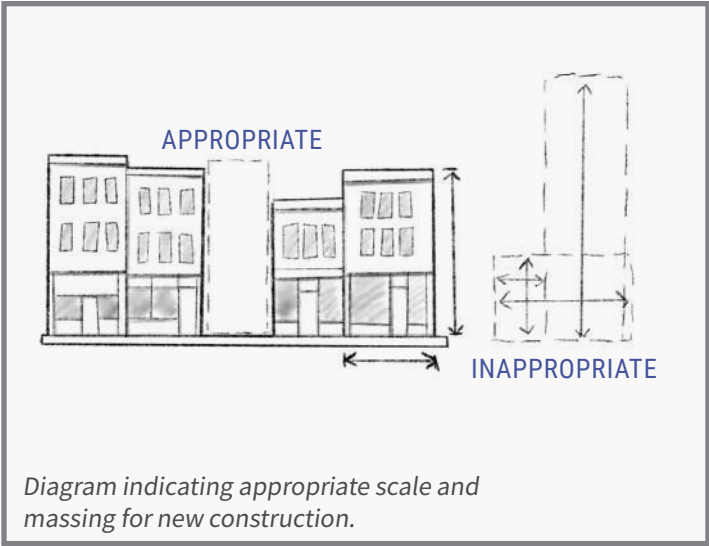 APPROPRIATE
INAPPROPRIATE
Diagram indicating appropriate scale and
massing for new construction.